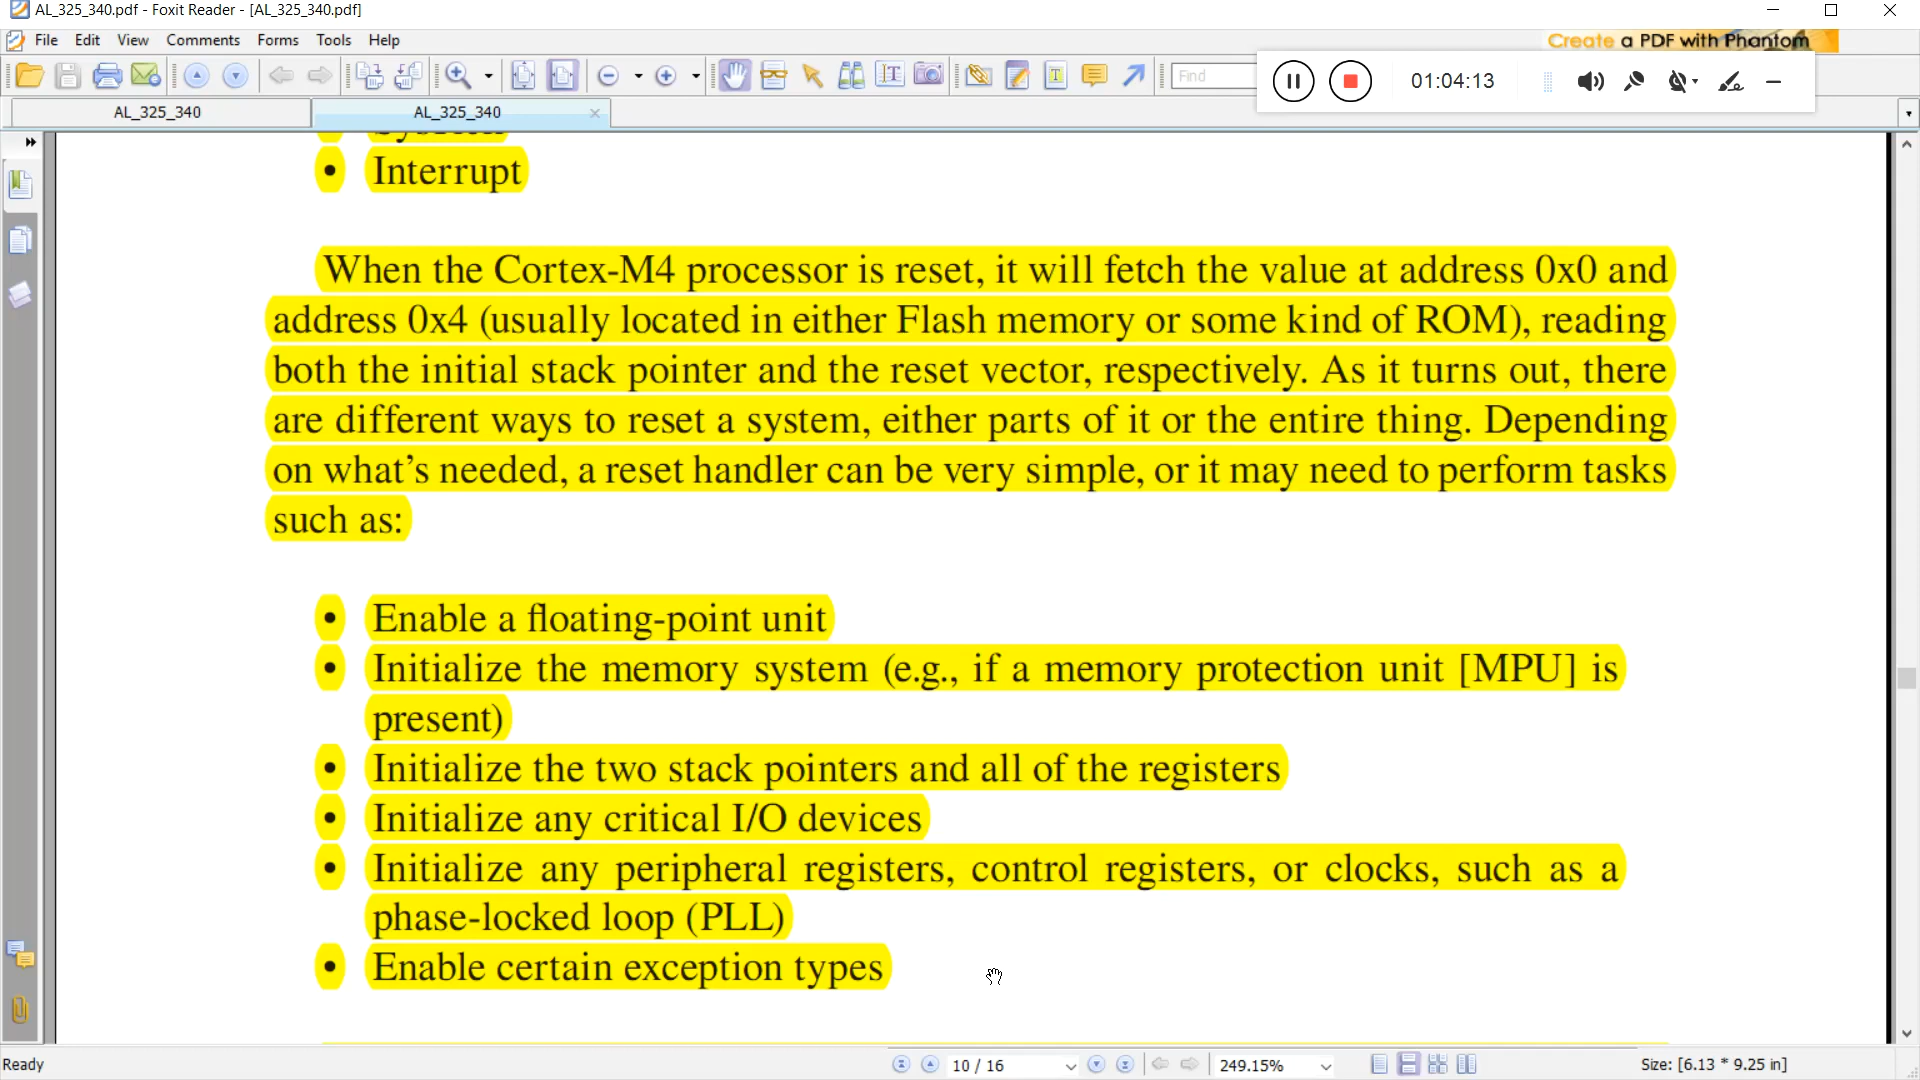 AL_325_340.pdf - Foxit Reader - [AL_325_340.pdf]
File Edit View Comments Forms Tools Help
Create a PDF with Phantom
Find
01:04:13
AL_325_340 AL_325_340
• Interrupt
When the Cortex-M4 processor is reset, it will fetch the value at address 0x0 and
address 0x4 (usually located in either Flash memory or some kind of ROM), reading
both the initial stack pointer and the reset vector, respectively. As it turns out, there
are different ways to reset a system, either parts of it or the entire thing. Depending
on what’s needed, a reset handler can be very simple, or it may need to perform tasks
such as:
• Enable a floating-point unit
• Initialize the memory system (e.g., if a memory protection unit [MPU] is
present)
• Initialize the two stack pointers and all of the registers
• Initialize any critical I/O devices
• Initialize any peripheral registers, control registers, or clocks, such as a
phase-locked loop (PLL)
• Enable certain exception types
Ready 10 / 16 249.15% Size: [6.13 * 9.25 in]